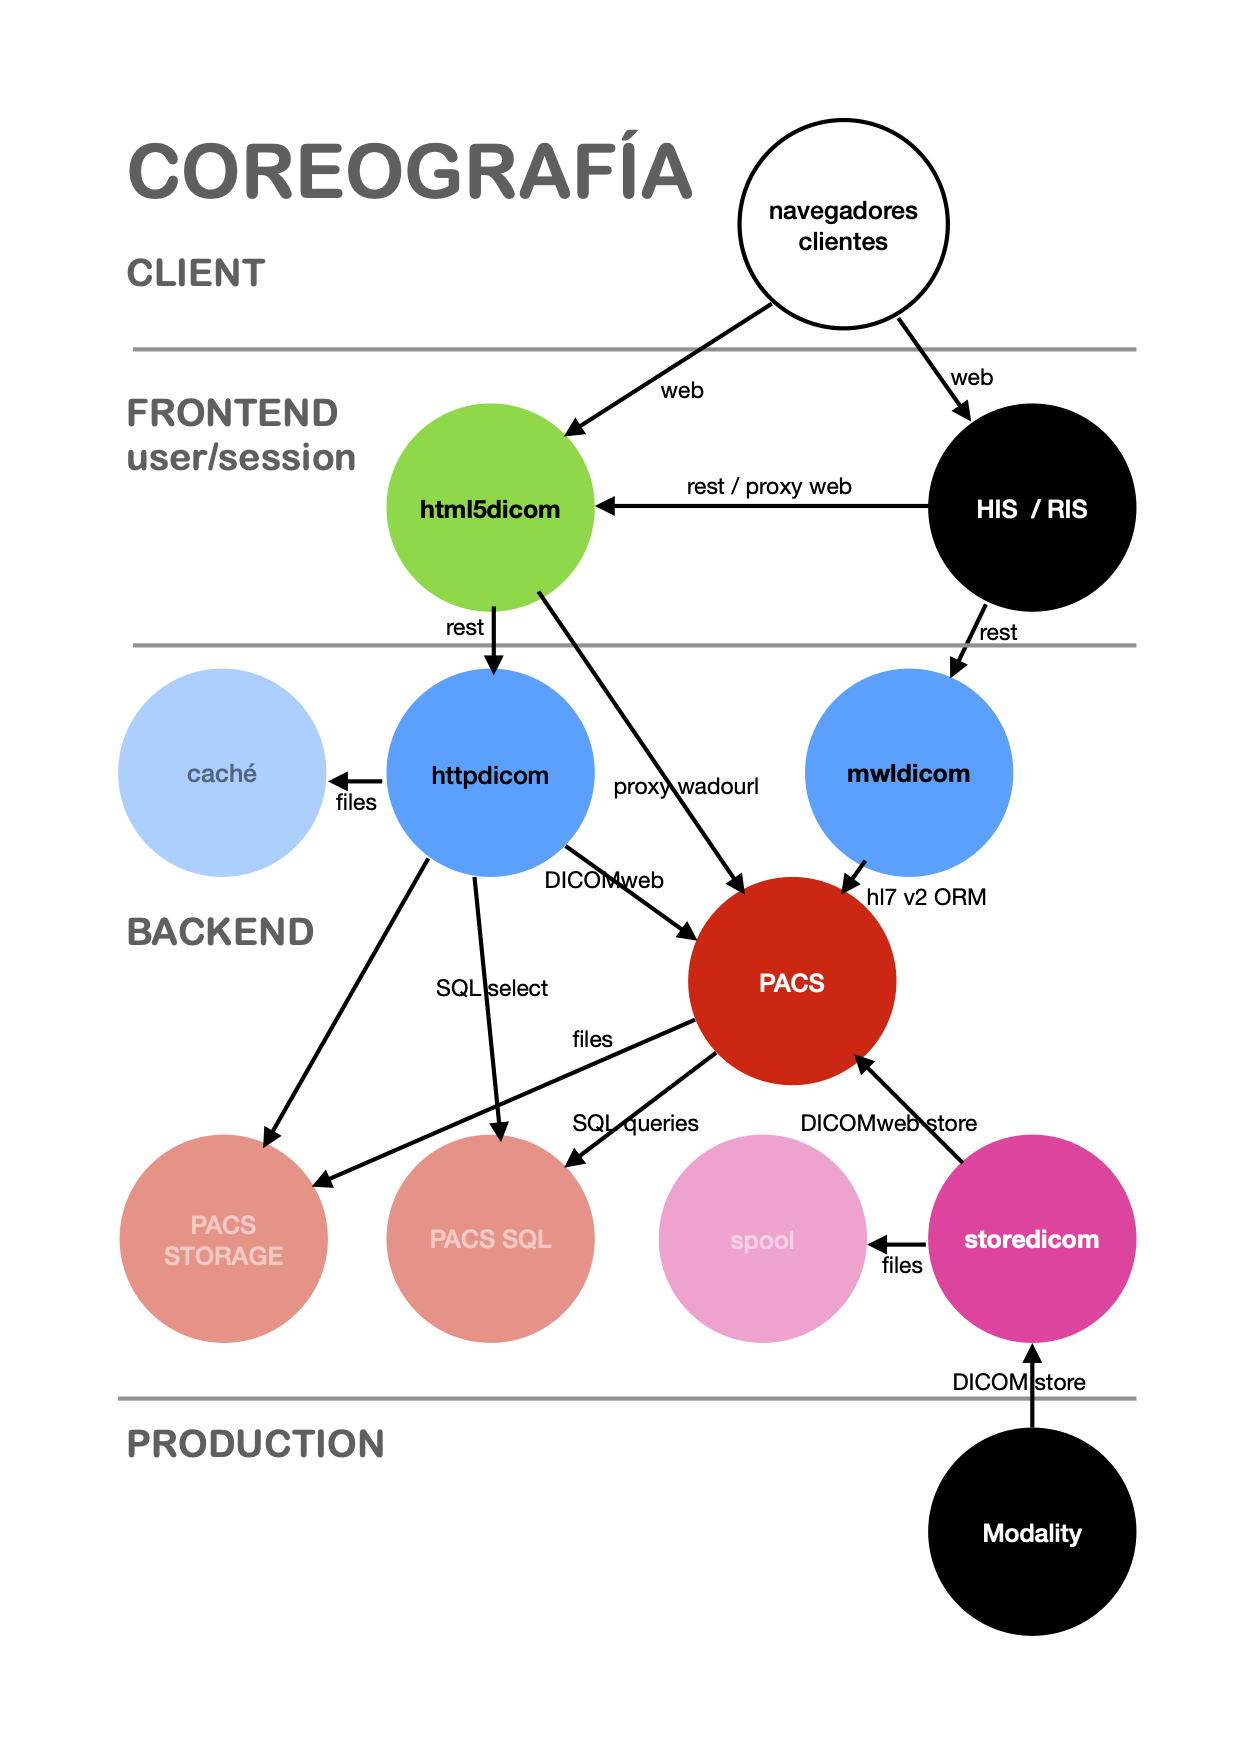 COREOGRAFÍA
navegadores
clientes
CLIENT
web
web
FRONTEND
user/session
rest / proxy web
html5dicom
HIS / RIS
rest
rest
caché
httpdicom
mwldicom
proxy wadourl
files
DICOMweb
hl7 v2 ORM
BACKEND
PACS
SQL select
files
SQL queries
DICOMweb store
PACS
STORAGE
PACS SQL
spool
storedicom
files
DICOM store
PRODUCTION
Modality